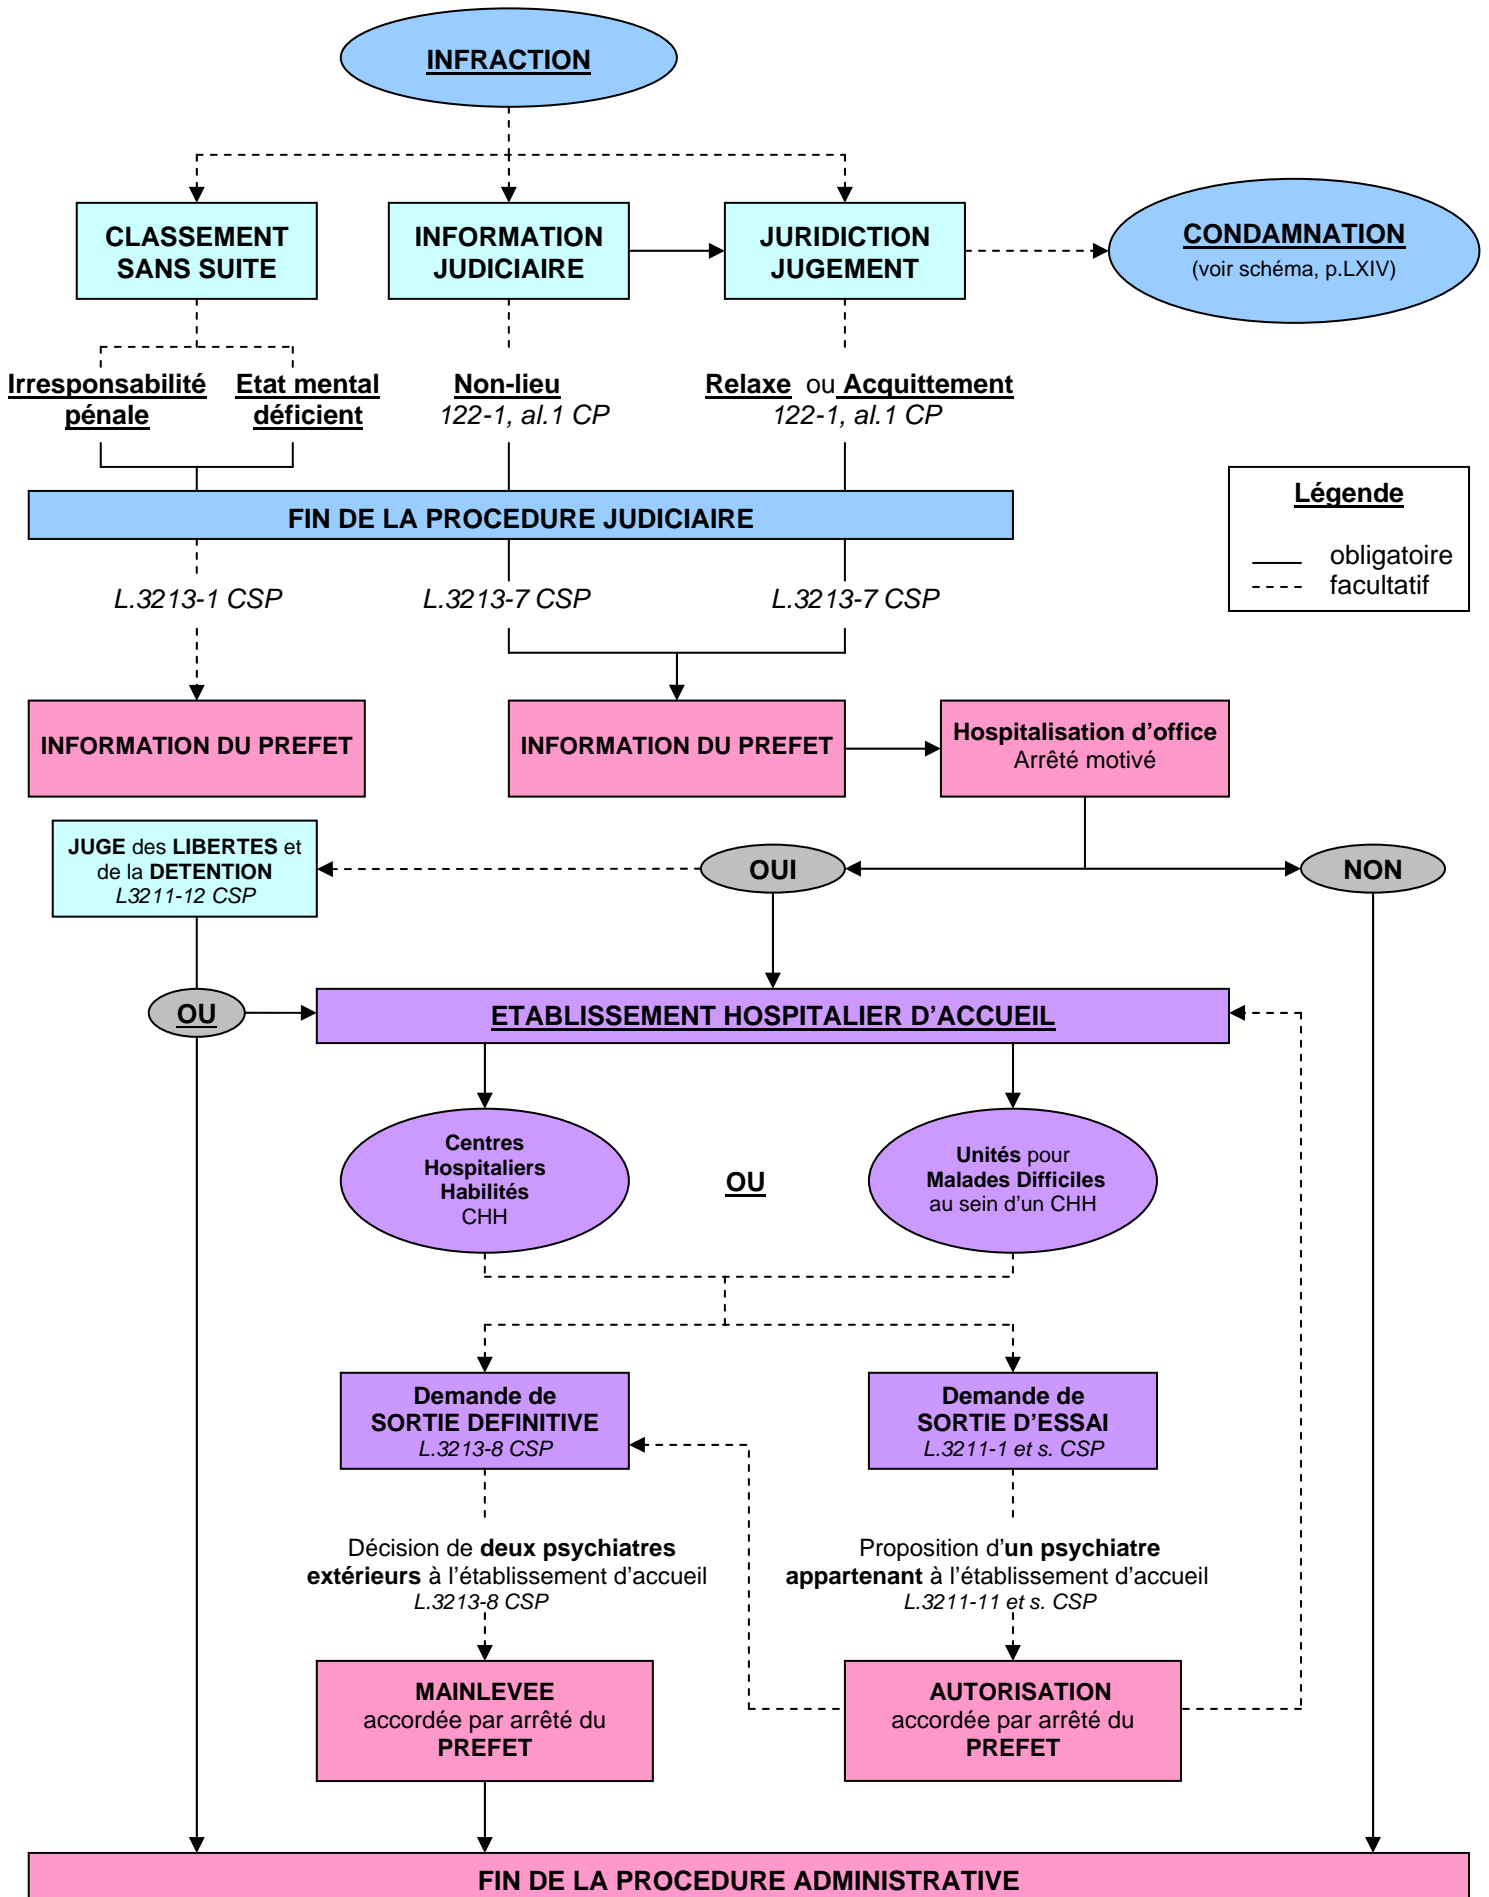 INFRACTION
CLASSEMENT
SANS SUITE
INFORMATION
JUDICIAIRE
JURIDICTION
JUGEMENT
CONDAMNATION
(voir schéma, p.LXIV)
Irresponsabilité
pénale
Etat mental
déficient
Non-lieu
122-1, al.1 CP
Relaxe ou Acquittement
122-1, al.1 CP
Légende
obligatoire
facultatif
FIN DE LA PROCEDURE JUDICIAIRE
L.3213-1 CSP
L.3213-7 CSP
L.3213-7 CSP
INFORMATION DU PREFET
INFORMATION DU PREFET
Hospitalisation d’office
Arrêté motivé
JUGE des LIBERTES et
de la DETENTION
L3211-12 CSP
OUI
NON
OU
ETABLISSEMENT HOSPITALIER D’ACCUEIL
Centres
Hospitaliers
Habilités
CHH
OU
Unités pour
Malades Difficiles
au sein d’un CHH
Demande de
SORTIE DEFINITIVE
L.3213-8 CSP
Demande de
SORTIE D’ESSAI
L.3211-1 et s. CSP
Décision de deux psychiatres
extérieurs à l’établissement d’accueil
L.3213-8 CSP
Proposition d’un psychiatre
appartenant à l’établissement d’accueil
L.3211-11 et s. CSP
MAINLEVEE
accordée par arrêté du
PREFET
AUTORISATION
accordée par arrêté du
PREFET
FIN DE LA PROCEDURE ADMINISTRATIVE